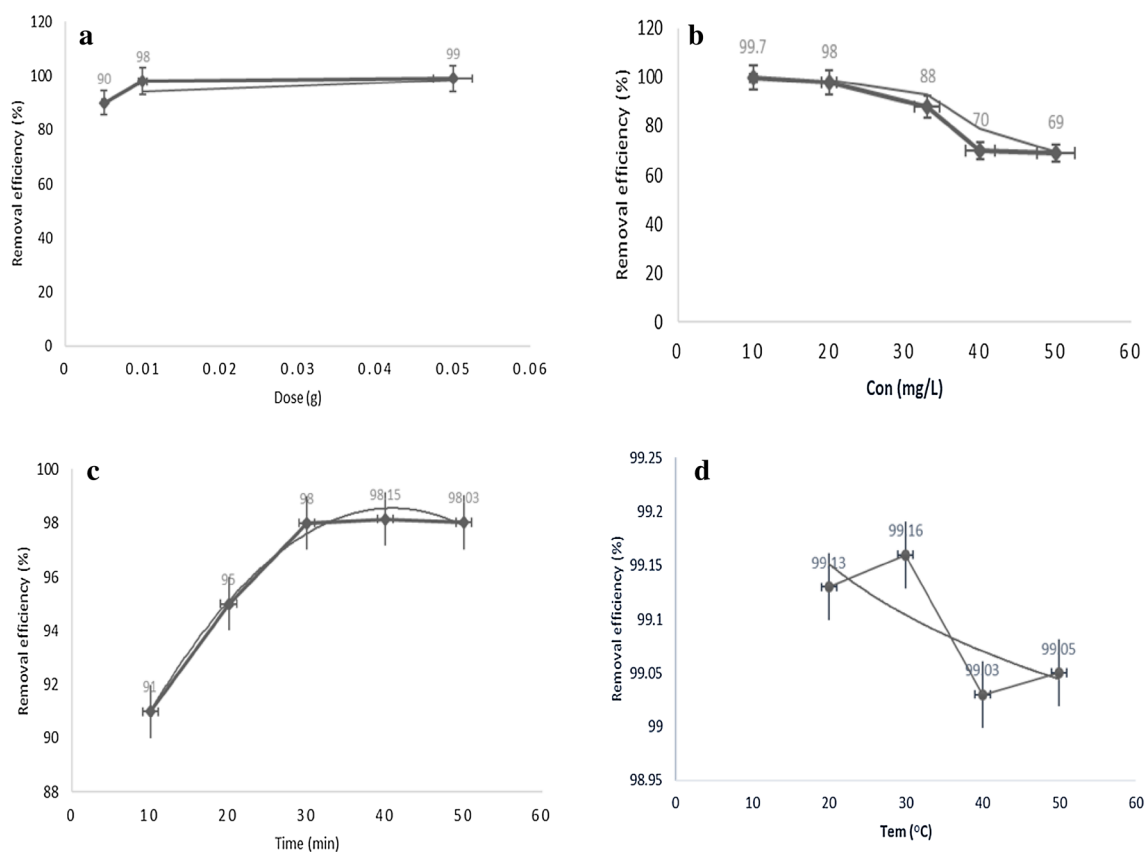 a
Removal efficiency (%)
120
100
80
60
40
20
0
90
98
99
0 0.01 0.02 0.03 0.04 0.05 0.06
Dose (g)
b
Removal efficiency (%)
120
100
80
60
40
20
0
99.7
98
88
70
69
0 10 20 30 40 50 60
Con (mg/L)
c
Removal efficiency (%)
100
98
96
94
92
90
88
91
95
98
98.15
98.03
0 10 20 30 40 50 60
Time (min)
d
Removal efficiency (%)
99.25
99.2
99.15
99.1
99.05
99
98.95
99.13
99.16
99.03
99.05
0 10 20 30 40 50 60
Tem (°C)